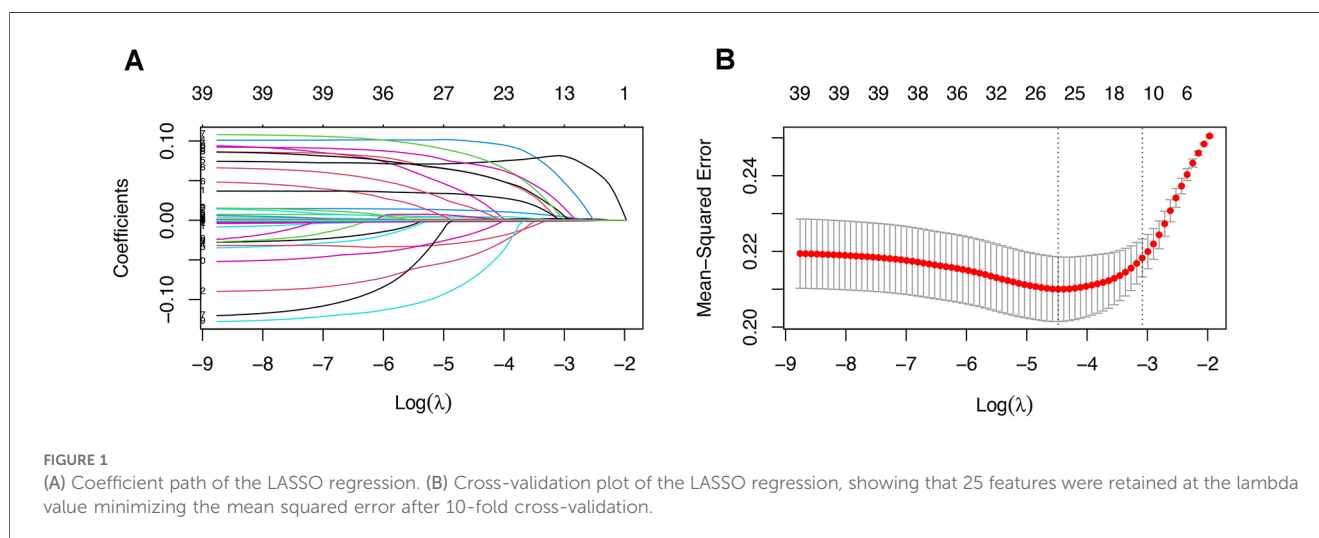 A
39 39 39 36 27 23 13 1
Coefficients
0.10
0.00
−0.10
−9 −8 −7 −6 −5 −4 −3 −2
Log(λ)
B
39 39 39 38 36 32 26 25 18 10 6
Mean−Squared Error
0.24
0.22
0.20
−9 −8 −7 −6 −5 −4 −3 −2
Log(λ)
FIGURE 1
(A) Coefficient path of the LASSO regression. (B) Cross-validation plot of the LASSO regression, showing that 25 features were retained at the lambda
value minimizing the mean squared error after 10-fold cross-validation.